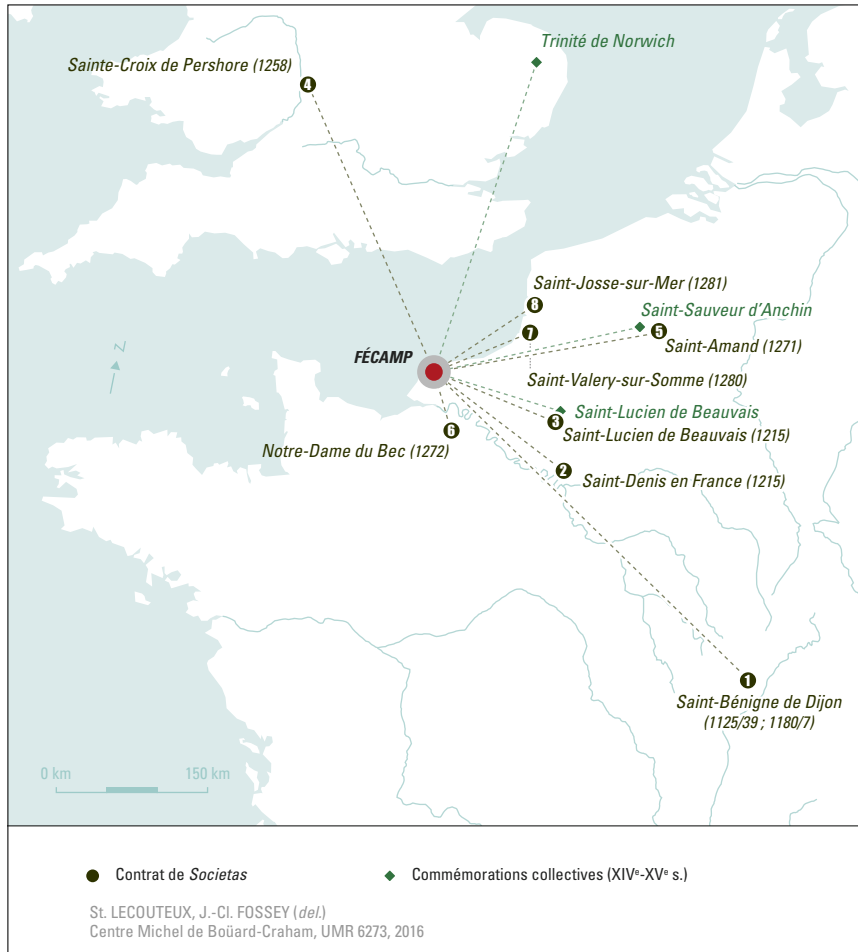 Trinité de Norwich
Sainte-Croix de Pershore (1258)
4
Saint-Josse-sur-Mer (1281)
8
Saint-Sauveur d'Anchin
7
5
Saint-Amand (1271)
FÉCAMP
N
Saint-Valery-sur-Somme (1280)
Saint-Lucien de Beauvais
3
Saint-Lucien de Beauvais (1215)
6
Notre-Dame du Bec (1272)
2
Saint-Denis en France (1215)
1
Saint-Bénigne de Dijon
(1125/39 ; 1180/7)
0 km 150 km
Contrat de Societas
Commémorations collectives (XIVe-XVe s.)
St. LECOUTEUX, J.-Cl. FOSSEY (del.)
Centre Michel de Boüard-Craham, UMR 6273, 2016